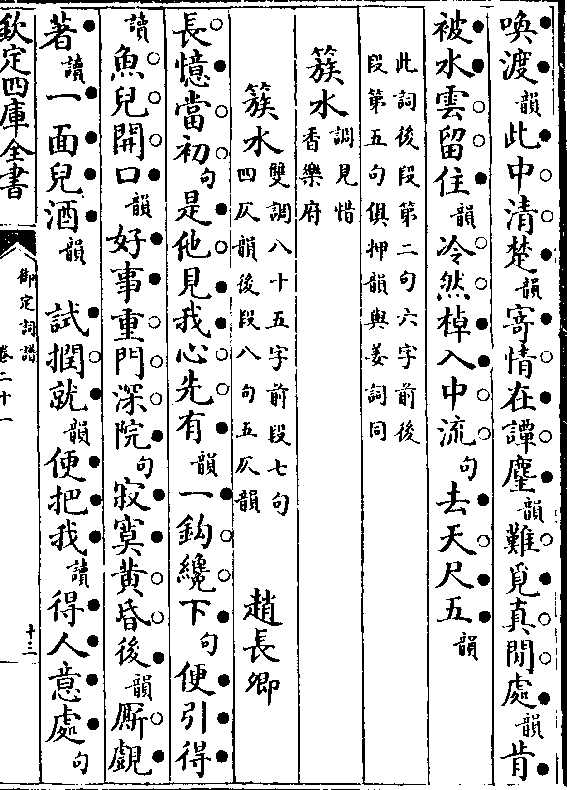 喚渡韻此中清楚韻寄情在譚麈韻難覓真閒處韻肯
被水雲留住韻冷然棹入中流句去天尺五韻
此詞後段第二句六字前後
段第五句俱押韻與姜詞同
簇水調見惜
香樂府
簇水雙調八十五字前段七句
四仄韻後段八句五仄韻
趙長卿
長憶當初句是他見我心先有韻一鈎纔下句便引得
讀魚兒開口韻好事重門深院句寂寞黃昏後韻厮覷
著讀一面兒酒韻 試撋就韻便把我讀得人意處句
欽定四庫全書
御定詞譜
卷二十一
十三